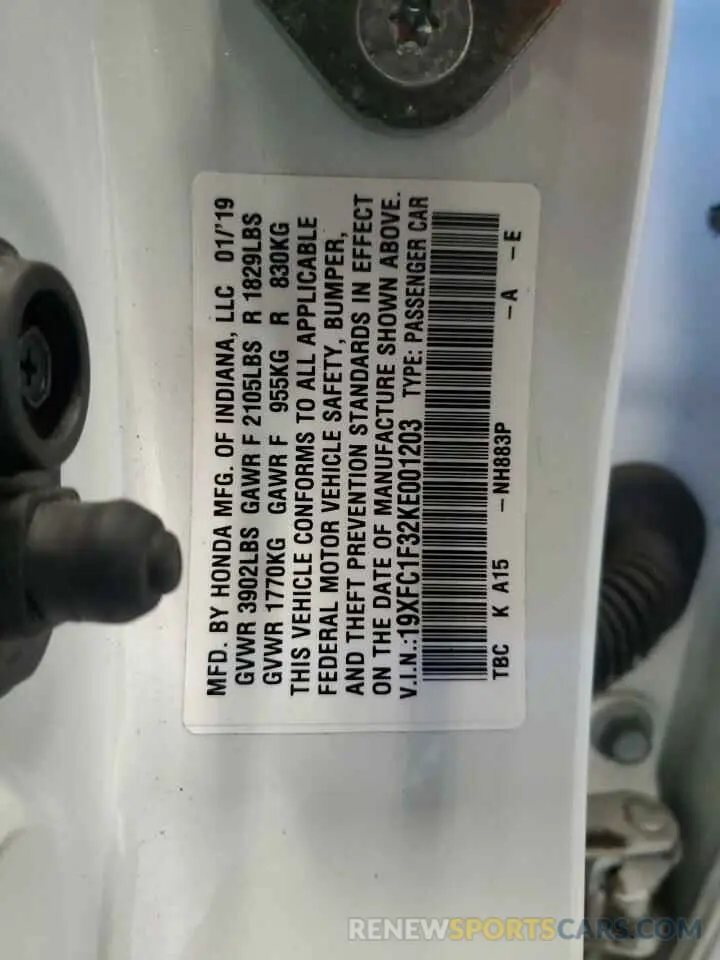 MFD. BY HONDA MFG. OF INDIANA, LLC 01/'19
GVWR 3902LBS GAWR F 2105LBS R 1829LBS
GVWR 1770KG GAWR F 955KG R 830KG
THIS VEHICLE CONFORMS TO ALL APPLICABLE
FEDERAL MOTOR VEHICLE SAFETY, BUMPER,
AND THEFT PREVENTION STANDARDS IN EFFECT
ON THE DATE OF MANUFACTURE SHOWN ABOVE.
V.I.N.:19XFC1F32KE001203 TYPE: PASSENGER CAR
TBC K A15 -NH883P -A -E
RENEWSPORTSCARS.COM